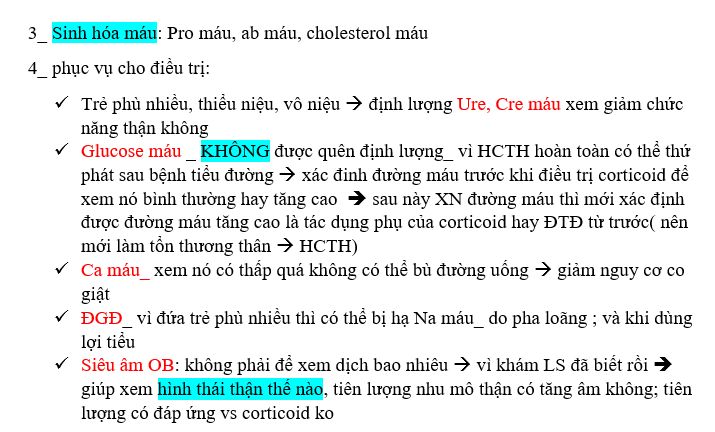 3_ Sinh hóa máu: Pro máu, ab máu, cholesterol máu
4_ phục vụ cho điều trị:
✓ Trẻ phù nhiều, thiểu niệu, vô niệu → định lượng Ure, Cre máu xem giảm chức
năng thận không
✓ Glucose máu _ KHÔNG được quên định lượng_ vì HCTH hoàn toàn có thể thứ
phát sau bệnh tiểu đường → xác đinh đường máu trước khi điều trị corticoid để
xem nó bình thường hay tăng cao ➔ sau này XN đường máu thì mới xác định
được đường máu tăng cao là tác dụng phụ của corticoid hay ĐTĐ từ trước( nên
mới làm tổn thương thân → HCTH)
✓ Ca máu_ xem nó có thấp quá không có thể bù đường uống → giảm nguy cơ co
giật
✓ ĐGĐ_ vì đứa trẻ phù nhiều thì có thể bị hạ Na máu_ do pha loãng ; và khi dùng
lợi tiểu
✓ Siêu âm OB: không phải để xem dịch bao nhiêu → vì khám LS đã biết rồi ➔
giúp xem hình thái thận thế nào, tiên lượng nhu mô thận có tăng âm không; tiên
lượng có đáp ứng vs corticoid ko